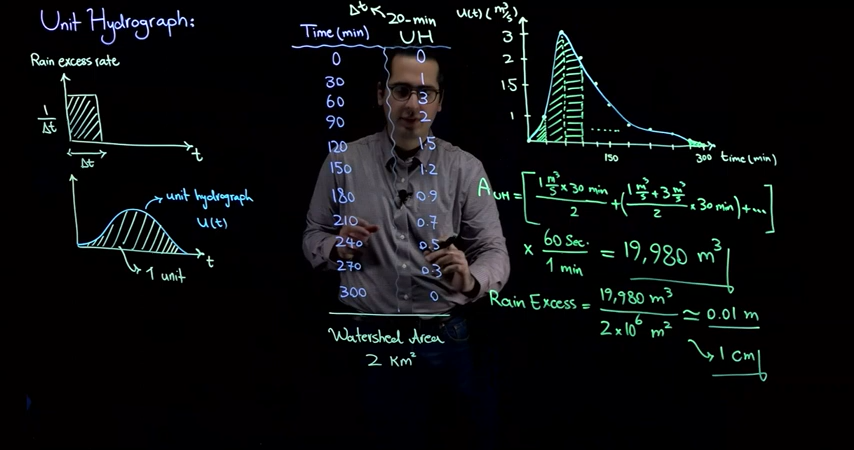 Unit Hydrograph:
Rain excess rate
1
Δt
Δt
t
unit hydrograph
u(t)
t
1 unit
Δt
20-min
Time (min) UH
0 0
30 1
60 3
90 2
120 1.5
150 1.2
180 0.9
210 0.7
240 0.5
270 0.3
300 0
Watershed Area
2 Km²
u(t) (m³/s)
3
2
1.5
1
......
150 300 time (min)
A UH = [ 1 m³/s × 30 min / 2 + ( 1 m³/s + 3 m³/s / 2 × 30 min) + ... ]
× 60 Sec. / 1 min = 19,980 m³
Rain Excess = 19,980 m³ / 2×10⁶ m² ≃ 0.01 m
1 cm